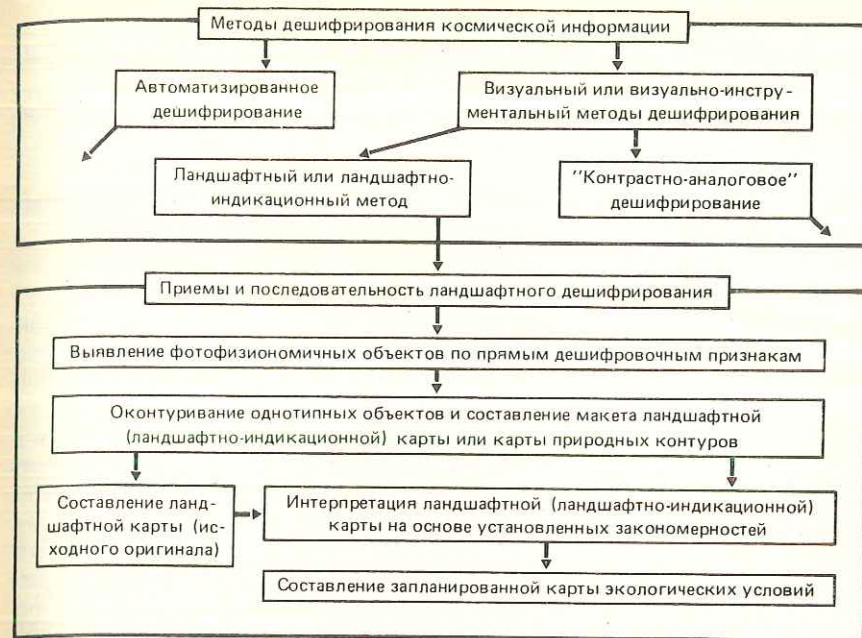 Методы дешифрирования космической информации
Автоматизированное
дешифрирование
Визуальный или визуально-инстру-
ментальный методы дешифрирования
Ландшафтный или ландшафтно-
индикационный метод
"Контрастно-аналоговое"
дешифрирование
Приемы и последовательность ландшафтного дешифрирования
Выявление фотофизиономичных объектов по прямым дешифровочным признакам
Оконтуривание однотипных объектов и составление макета ландшафтной
(ландшафтно-индикационной) карты или карты природных контуров
Составление ланд-
шафтной карты (ис-
ходного оригинала)
Интерпретация ландшафтной (ландшафтно-индикационной)
карты на основе установленных закономерностей
Составление запланированной карты экологических условий